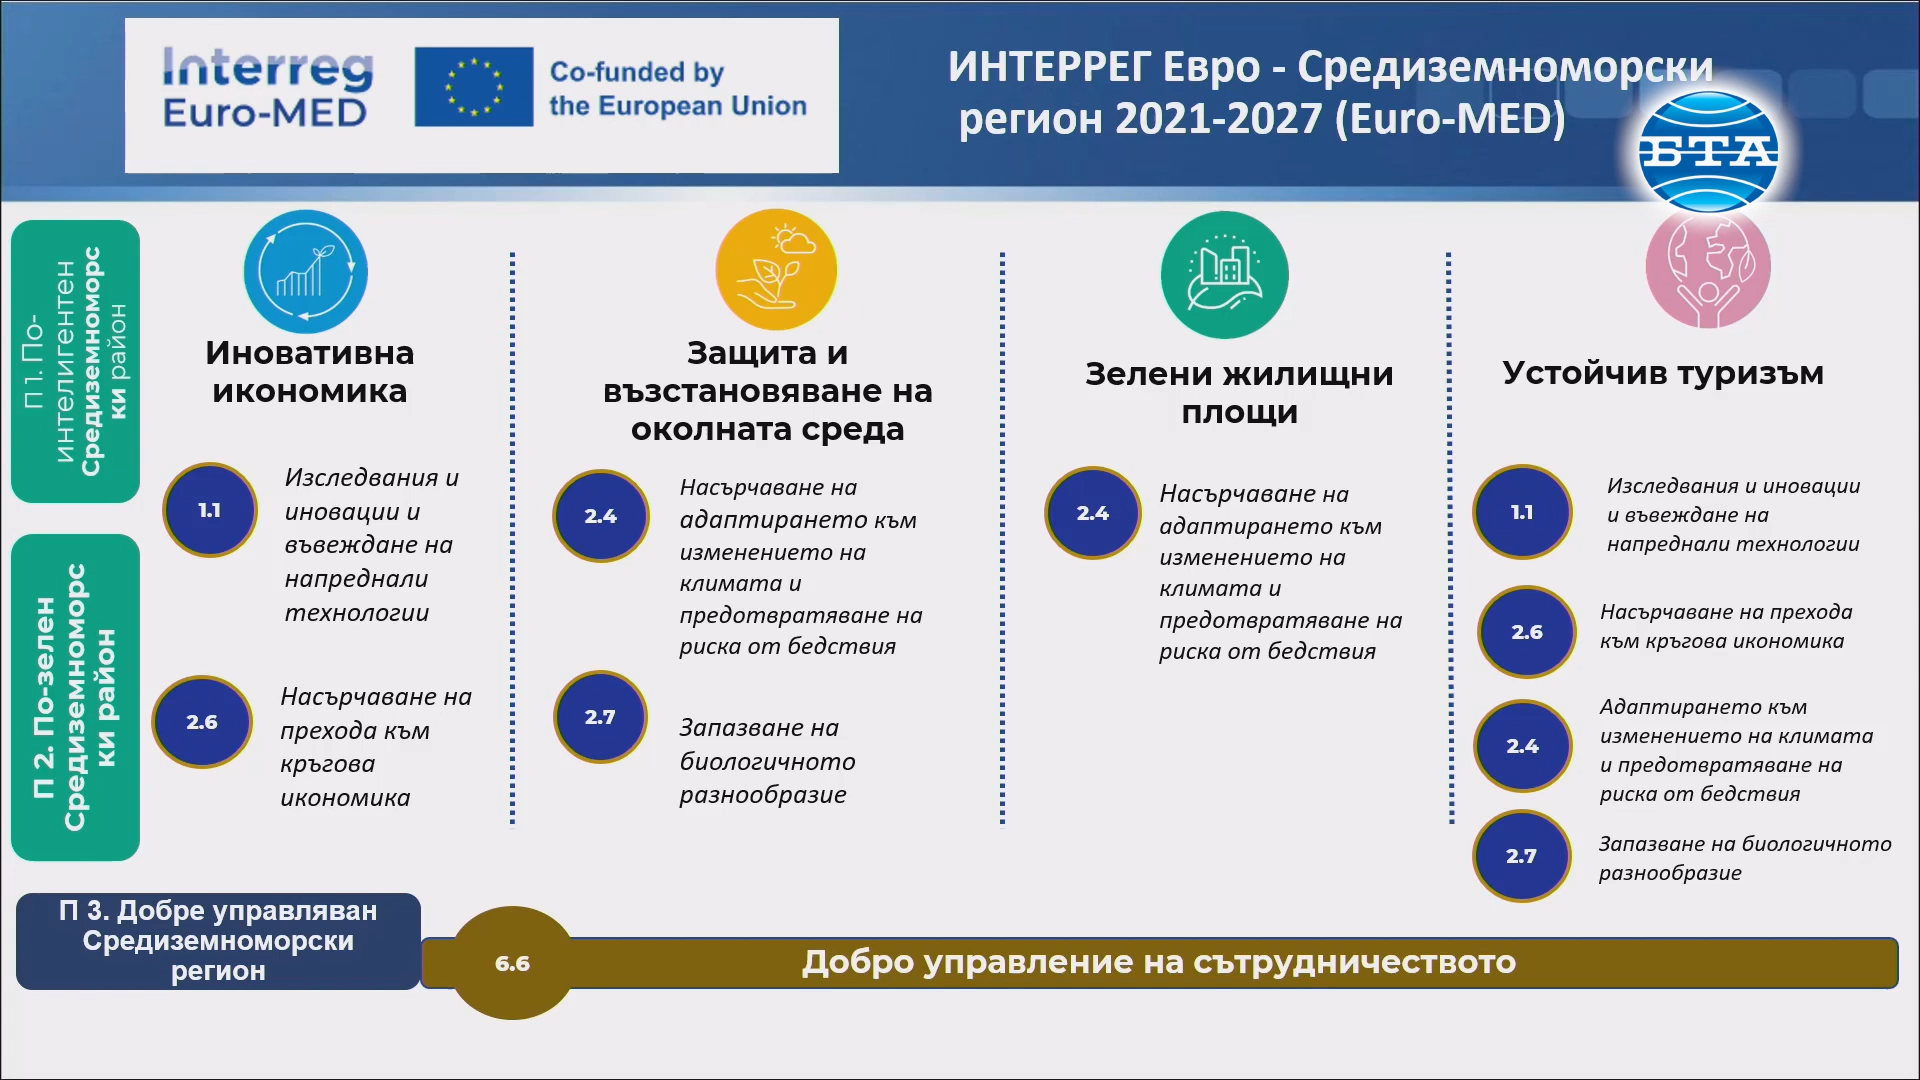 Interreg
Euro-MED
Co-funded by
the European Union
ИНТЕРРЕГ Евро - Средиземноморски
регион 2021-2027 (Euro-MED)
БТА
П 1. По-
интелигентен
Средиземноморс
ки район
П 2. По-зелен
Средиземноморс
ки район
Иновативна
икономика
1.1
Изследвания и
иновации и
въвеждане на
напреднали
технологии
2.6
Насърчаване на
прехода към
кръгова
икономика
Защита и
възстановяване на
околната среда
2.4
Насърчаване на
адаптирането към
изменението на
климата и
предотвратяване на
риска от бедствия
2.7
Запазване на
биологичното
разнообразие
Зелени жилищни
площи
2.4
Насърчаване на
адаптирането към
изменението на
климата и
предотвратяване на
риска от бедствия
Устойчив туризъм
1.1
Изследвания и иновации
и въвеждане на
напреднали технологии
2.6
Насърчаване на прехода
към кръгова икономика
2.4
Адаптирането към
изменението на климата
и предотвратяване на
риска от бедствия
2.7
Запазване на биологичното
разнообразие
П 3. Добре управляван
Средиземноморски
регион
6.6
Добро управление на сътрудничеството